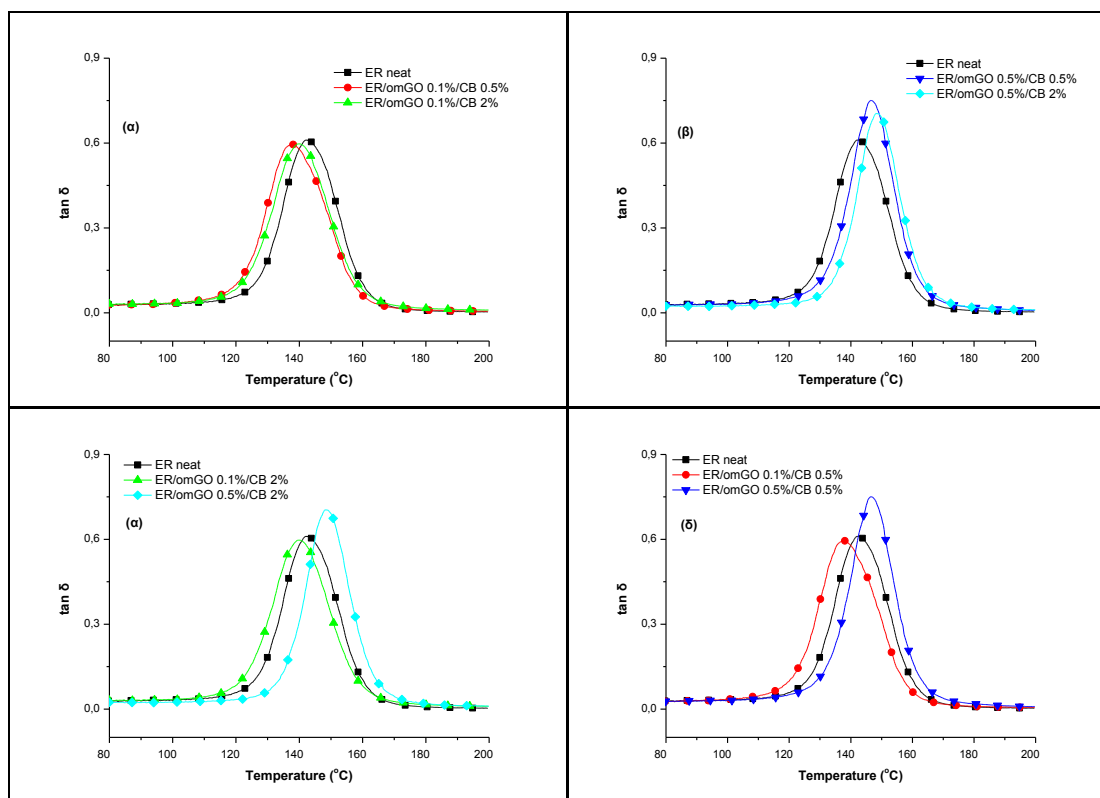 0,9
ER neat
ER/omGO 0.1%/CB 0.5%
ER/omGO 0.1%/CB 2%
(α)
0,6
tan δ
0,3
0,0
80 100 120 140 160 180 200
Temperature (°C)
0,9
ER neat
ER/omGO 0.5%/CB 0.5%
ER/omGO 0.5%/CB 2%
(β)
0,6
tan δ
0,3
0,0
80 100 120 140 160 180 200
Temperature (°C)
0,9
ER neat
ER/omGO 0.1%/CB 2%
ER/omGO 0.5%/CB 2%
(α)
0,6
tan δ
0,3
0,0
80 100 120 140 160 180 200
Temperature (°C)
0,9
ER neat
ER/omGO 0.1%/CB 0.5%
ER/omGO 0.5%/CB 0.5%
(δ)
0,6
tan δ
0,3
0,0
80 100 120 140 160 180 200
Temperature (°C)